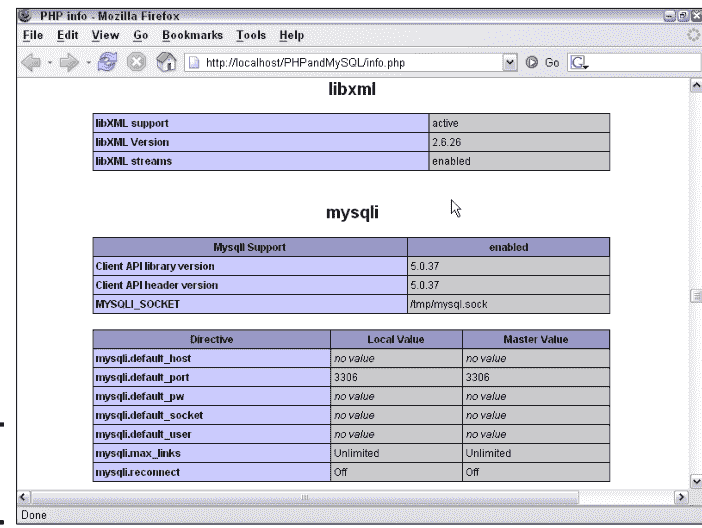 PHP info - Mozilla Firefox
File Edit View Go Bookmarks Tools Help
http://localhost/PHPandMySQL/info.php Go G
libxml
libXML support active
libXML Version 2.6.26
libXML streams enabled
mysqli
MysqlI Support enabled
Client API library version 5.0.37
Client API header version 5.0.37
MYSQLI_SOCKET /tmp/mysql.sock
Directive Local Value Master Value
mysqli.default_host no value no value
mysqli.default_port 3306 3306
mysqli.default_pw no value no value
mysqli.default_socket no value no value
mysqli.default_user no value no value
mysqli.max_links Unlimited Unlimited
mysqli.reconnect Off Off
Done